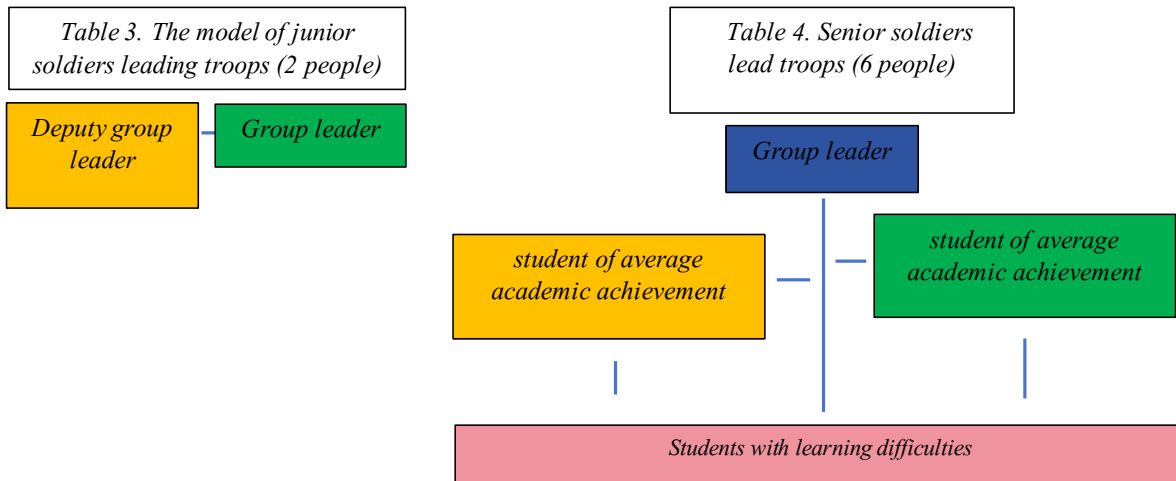 Table 3. The model of junior
soldiers leading troops (2 people)
Deputy group
leader
Group leader
Table 4. Senior soldiers
lead troops (6 people)
Group leader
student of average
academic achievement
student of average
academic achievement
Students with learning difficulties